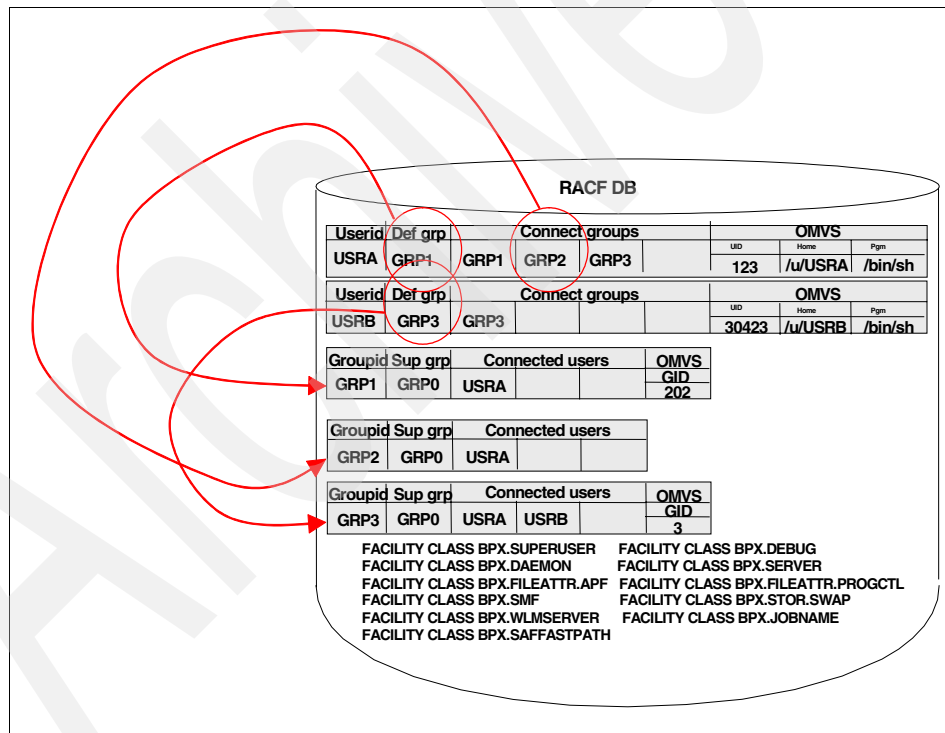 Archive
RACF DB
Userid Def grp Connect groups OMVS
UID Home Pgm
USRA GRP1 GRP1 GRP2 GRP3 123 /u/USRA /bin/sh
Userid Def grp Connect groups OMVS
UID Home Pgm
USRB GRP3 GRP3 30423 /u/USRB /bin/sh
Groupid Sup grp Connected users OMVS
GID
GRP1 GRP0 USRA 202
Groupid Sup grp Connected users
GRP2 GRP0 USRA
Groupid Sup grp Connected users OMVS
GID
GRP3 GRP0 USRA USRB 3
FACILITY CLASS BPX.SUPERUSER FACILITY CLASS BPX.DEBUG
FACILITY CLASS BPX.DAEMON FACILITY CLASS BPX.SERVER
FACILITY CLASS BPX.FILEATTR.APF FACILITY CLASS BPX.FILEATTR.PROGCTL
FACILITY CLASS BPX.SMF FACILITY CLASS BPX.STOR.SWAP
FACILITY CLASS BPX.WLMSERVER FACILITY CLASS BPX.JOBNAME
FACILITY CLASS BPX.SAFFASTPATH